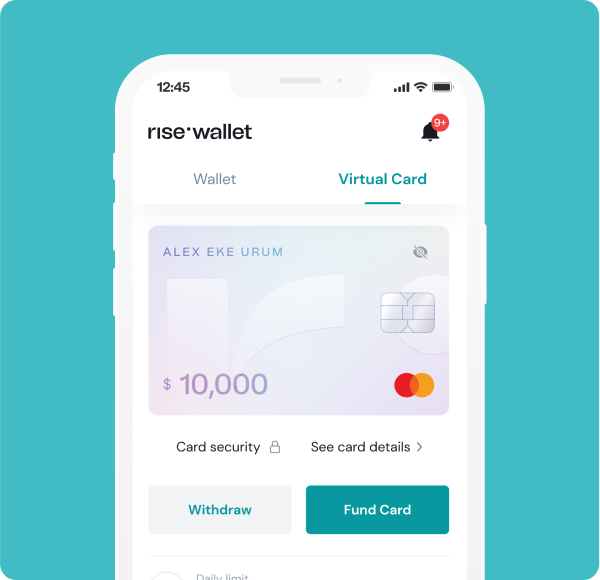 12:45
rıse·wallet
9+
Wallet
Virtual Card
ALEX EKE URUM
$ 10,000
Card security
See card details
Withdraw
Fund Card
Daily limit